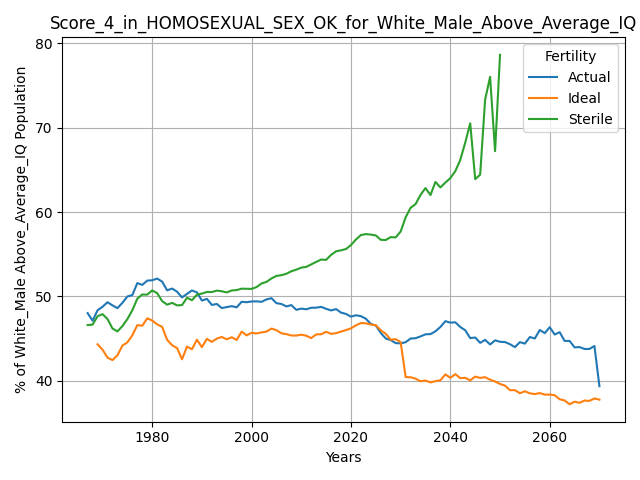 Score_4_in_HOMOSEXUAL_SEX_OK_for_White_Male_Above_Average_IQ
80
70
60
50
40
% of White_Male Above_Average_IQ Population
Fertility
Actual
Ideal
Sterile
1980 2000 2020 2040 2060
Years